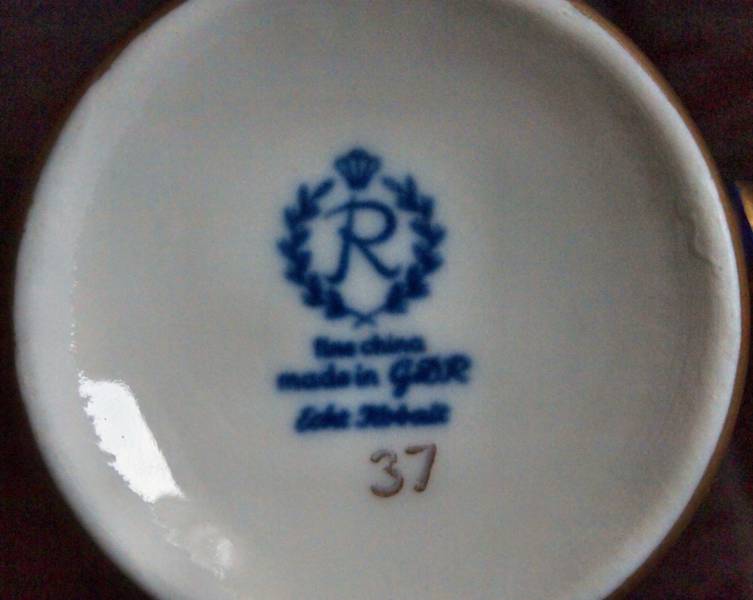 R
fine china
made in GDR
Echt Kobalt
37